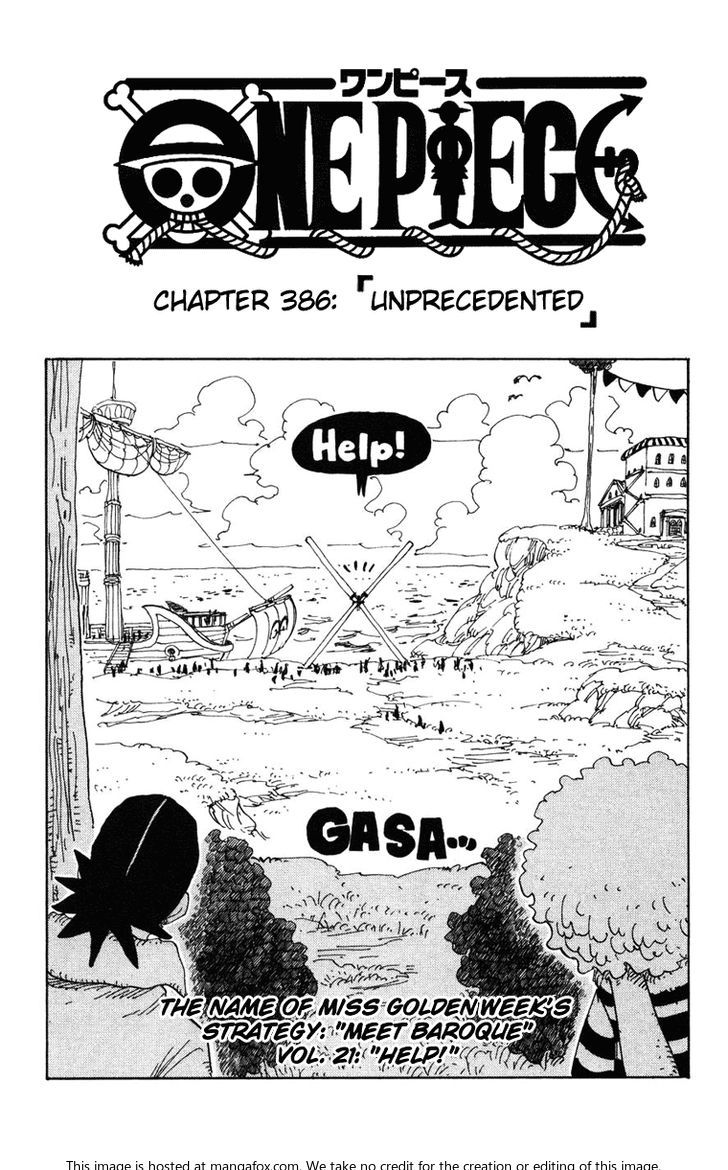 ワンピース
ONE PIECE
CHAPTER 386: 「UNPRECEDENTED」
Help!
GASA...
THE NAME OF MISS GOLDENWEEK'S
STRATEGY: "MEET BAROQUE"
VOL. 21: "HELP!"
This image is hosted at mangafox.com. We take no credit for the creation or editing of this image.